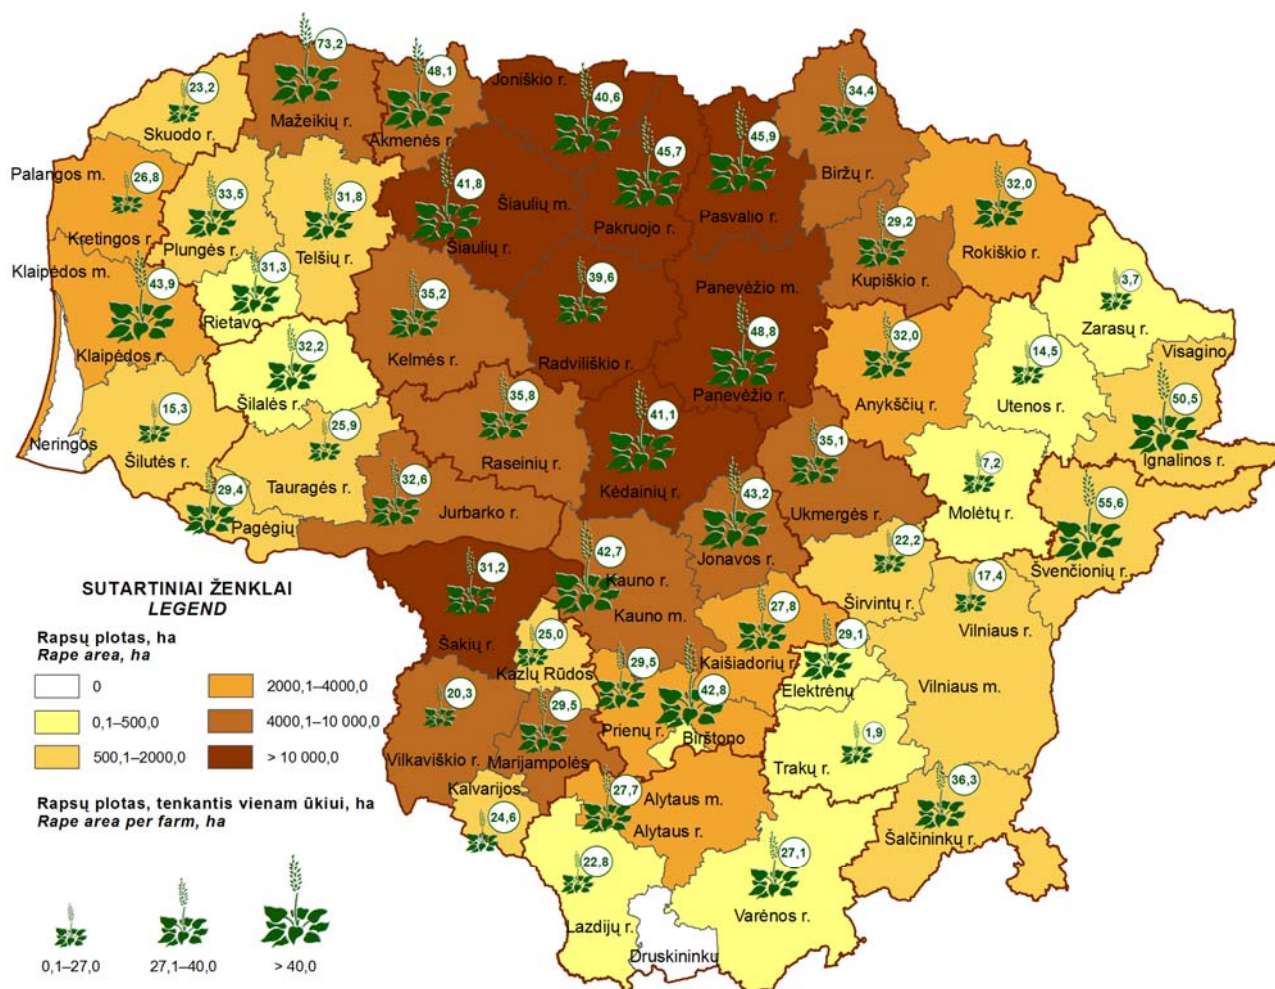 73,2
48,1
Joniškio r.
23,2
Mažeikių r.
Akmenės r.
40,6
34,4
Skuodo r.
45,7
45,9
Palangos m.
26,8
33,5
31,8
41,8
Šiaulių m.
Biržų r.
32,0
Kretingos r.
Plungės r.
Telšių r.
Šiaulių r.
Pakruojo r.
Pasvalio r.
29,2
Rokiškio r.
Klaipėdos m.
43,9
31,3
35,2
39,6
Panevėžio m.
Kupiškio r.
3,7
Rietavo
Zarasų r.
Klaipėdos r.
32,2
Kelmės r.
Radviliškio r.
48,8
32,0
14,5
Visagino
Šilalės r.
Panevėžio r.
Anykščių r.
Utenos r.
50,5
15,3
25,9
35,8
41,1
35,1
Neringos
Šilutės r.
Raseinių r.
7,2
Ignalinos r.
Tauragės r.
32,6
Kėdainių r.
43,2
Ukmergės r.
Molėtų r.
55,6
29,4
Pagėgių
Jurbarko r.
42,7
Jonavos r.
22,2
Švenčionių r.
31,2
Kauno r.
Širvintų r.
17,4
Kauno m.
27,8
Vilniaus r.
Šakių r.
25,0
Kaišiadorių r.
29,1
Kazlų Rūdos
29,5
42,8
Elektrėnų
Vilniaus m.
20,3
29,5
Prienų r.
Birštono
1,9
Vilkaviškio r.
Marijampolės
Trakų r.
Kalvarijos
27,7
Alytaus m.
36,3
24,6
Alytaus r.
Šalčininkų r.
22,8
27,1
Lazdijų r.
Varėnos r.
Druskininkų
SUTARTINIAI ŽENKLAI
LEGEND
Rapsų plotas, ha
Rape area, ha
0
2000,1–4000,0
0,1–500,0
4000,1–10 000,0
500,1–2000,0
> 10 000,0
Rapsų plotas, tenkantis vienam ūkiui, ha
Rape area per farm, ha
0,1–27,0
27,1–40,0
> 40,0